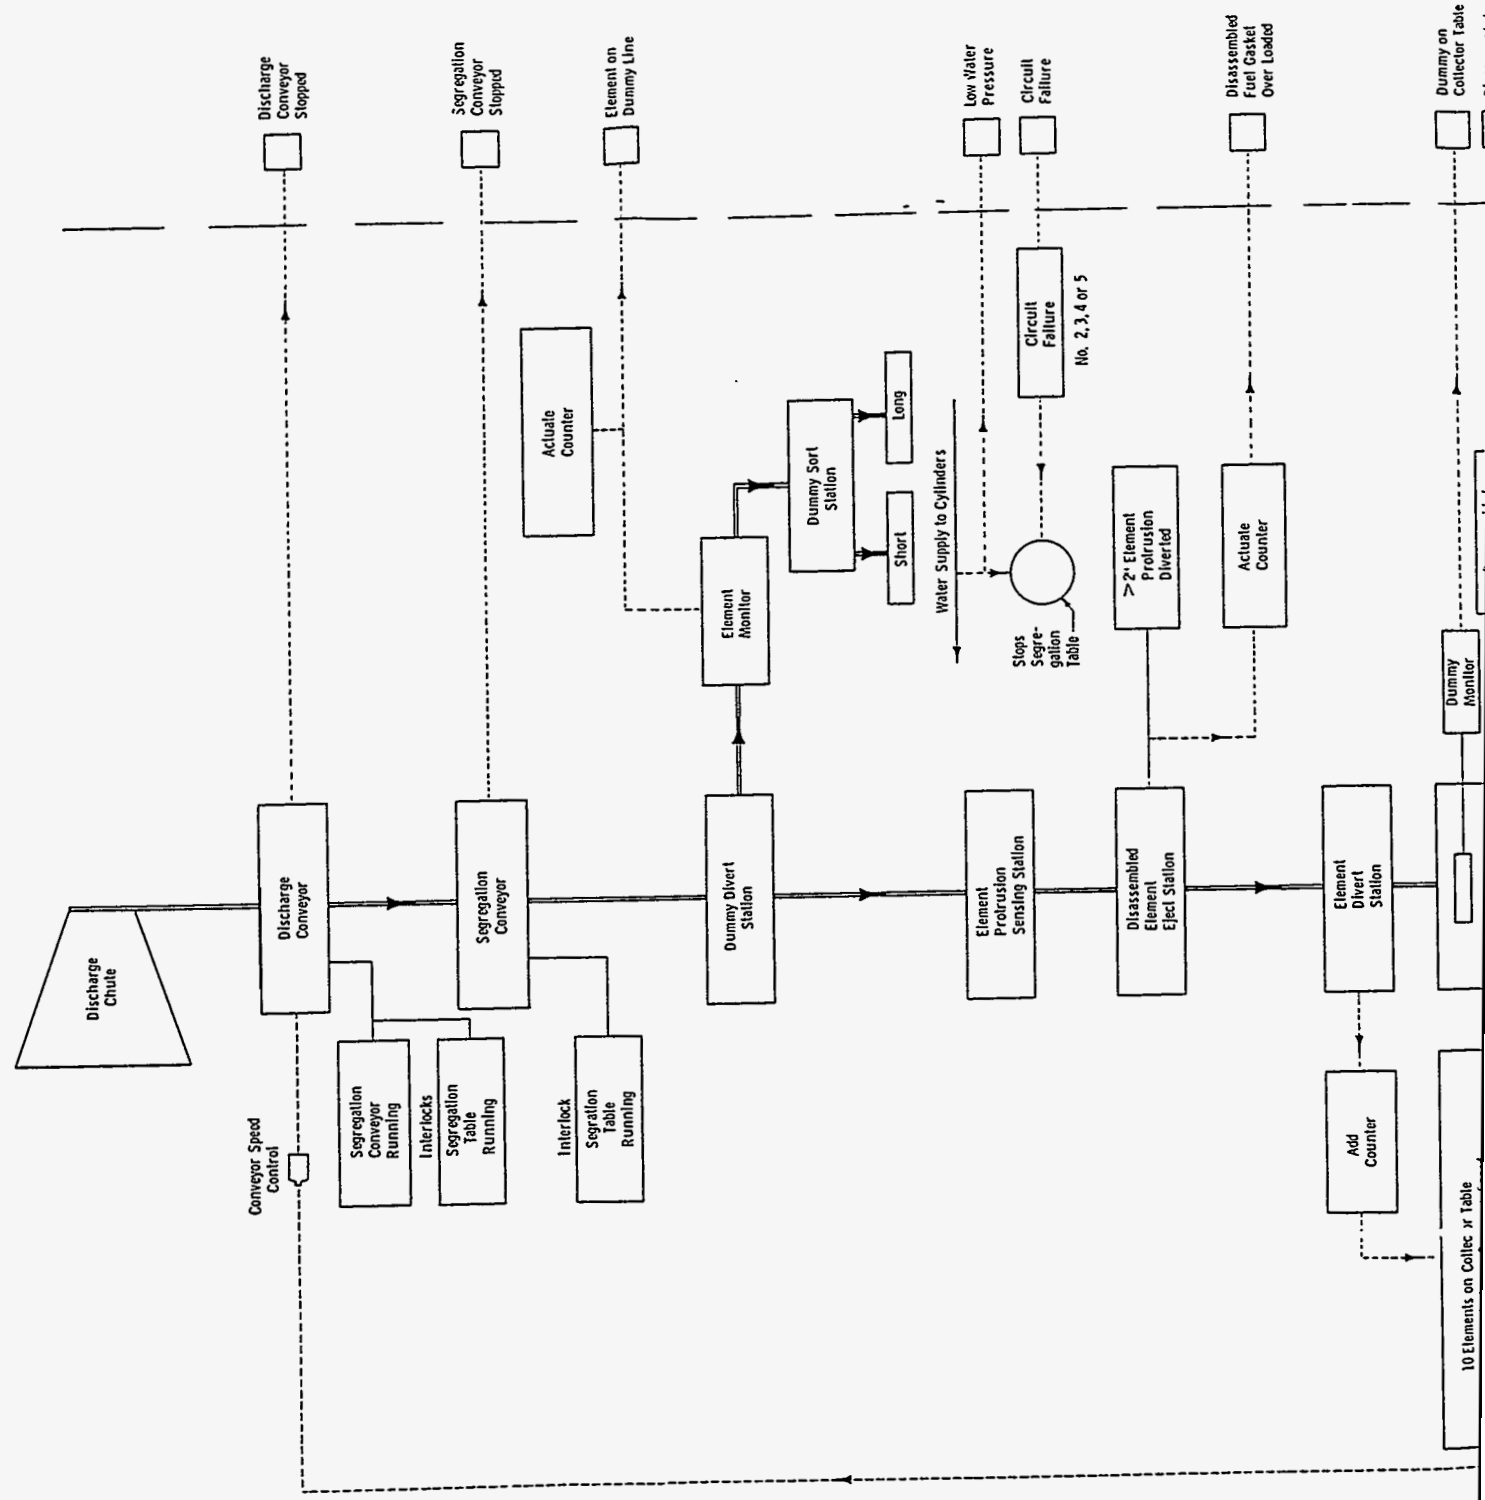 Discharge
Conveyor
Stopped
Segregation
Conveyor
Stopped
Element on
Dummy Line
Low Water
Pressure
Circuit
Failure
Disassembled
Fuel Gasket
Over Loaded
Dummy on
Collector Table
Actuate
Counter
Circuit
Failure
No. 2, 3, 4 or 5
Dummy Sort
Station
Long
Short
Element
Monitor
Water Supply to Cylinders
Stops
Segre-
gation
Table
>2" Element
Protrusion
Diverted
Actuate
Counter
Dummy
Monitor
Discharge
Chute
Discharge
Conveyor
Segregation
Conveyor
Dummy Divert
Station
Element
Protrusion
Sensing Station
Disassembled
Element
Eject Station
Element
Divert
Station
Conveyor Speed
Control
Segregation
Conveyor
Running
Interlocks
Segregation
Table
Running
Interlock
Segration
Table
Running
Add
Counter
10 Elements on Table